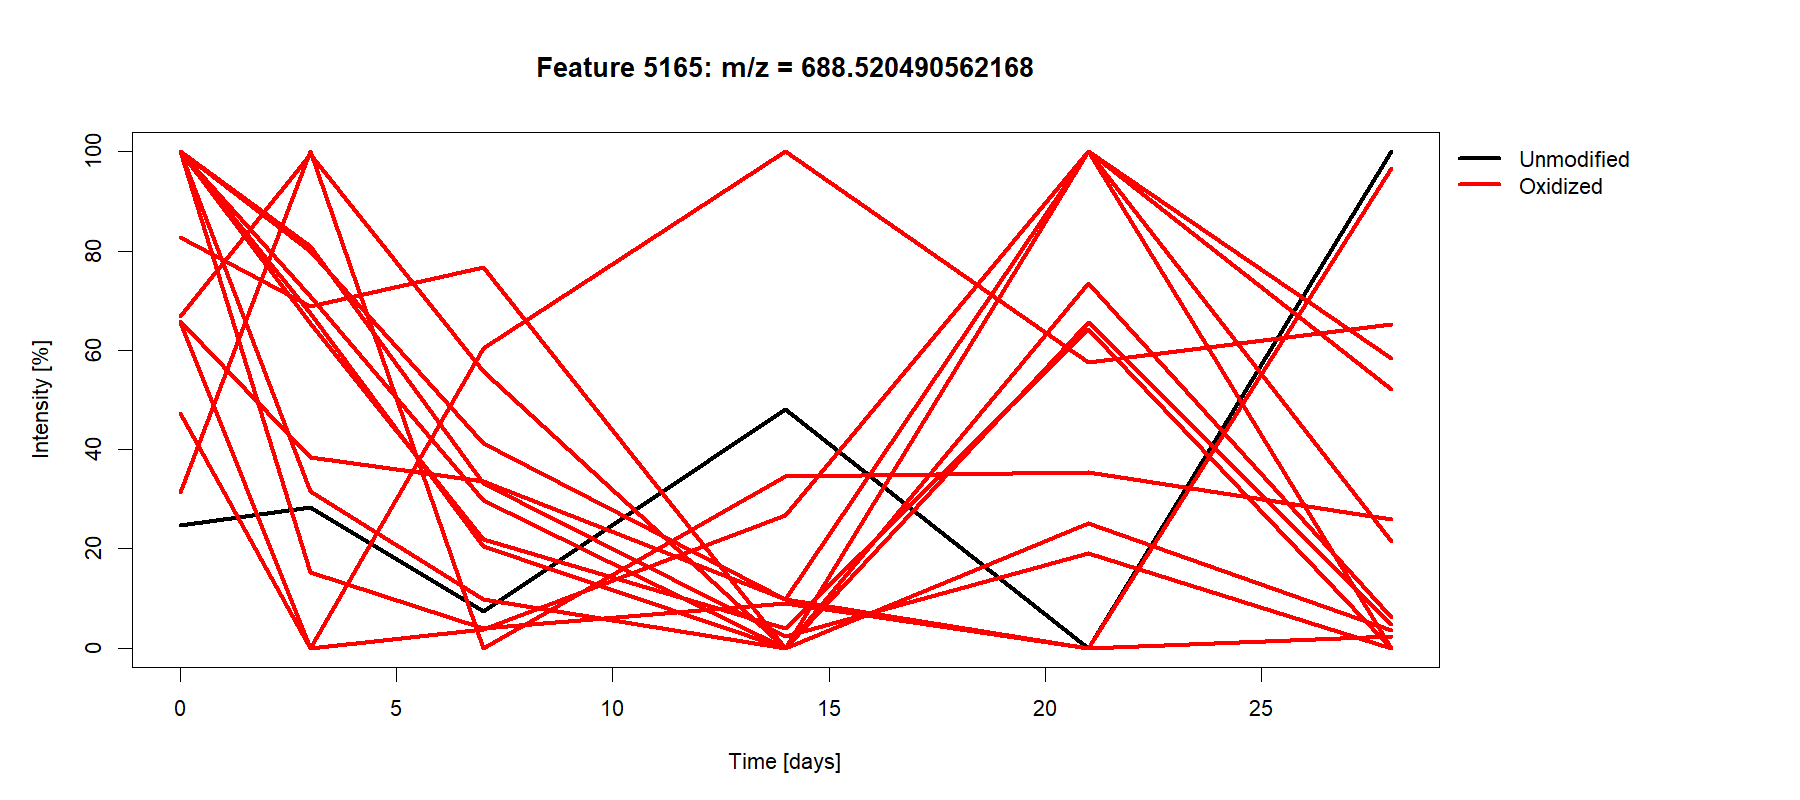 Feature 5165: m/z = 688.520490562168
Unmodified
Oxidized
Intensity [%]
100
80
60
40
20
0
0 5 10 15 20 25
Time [days]